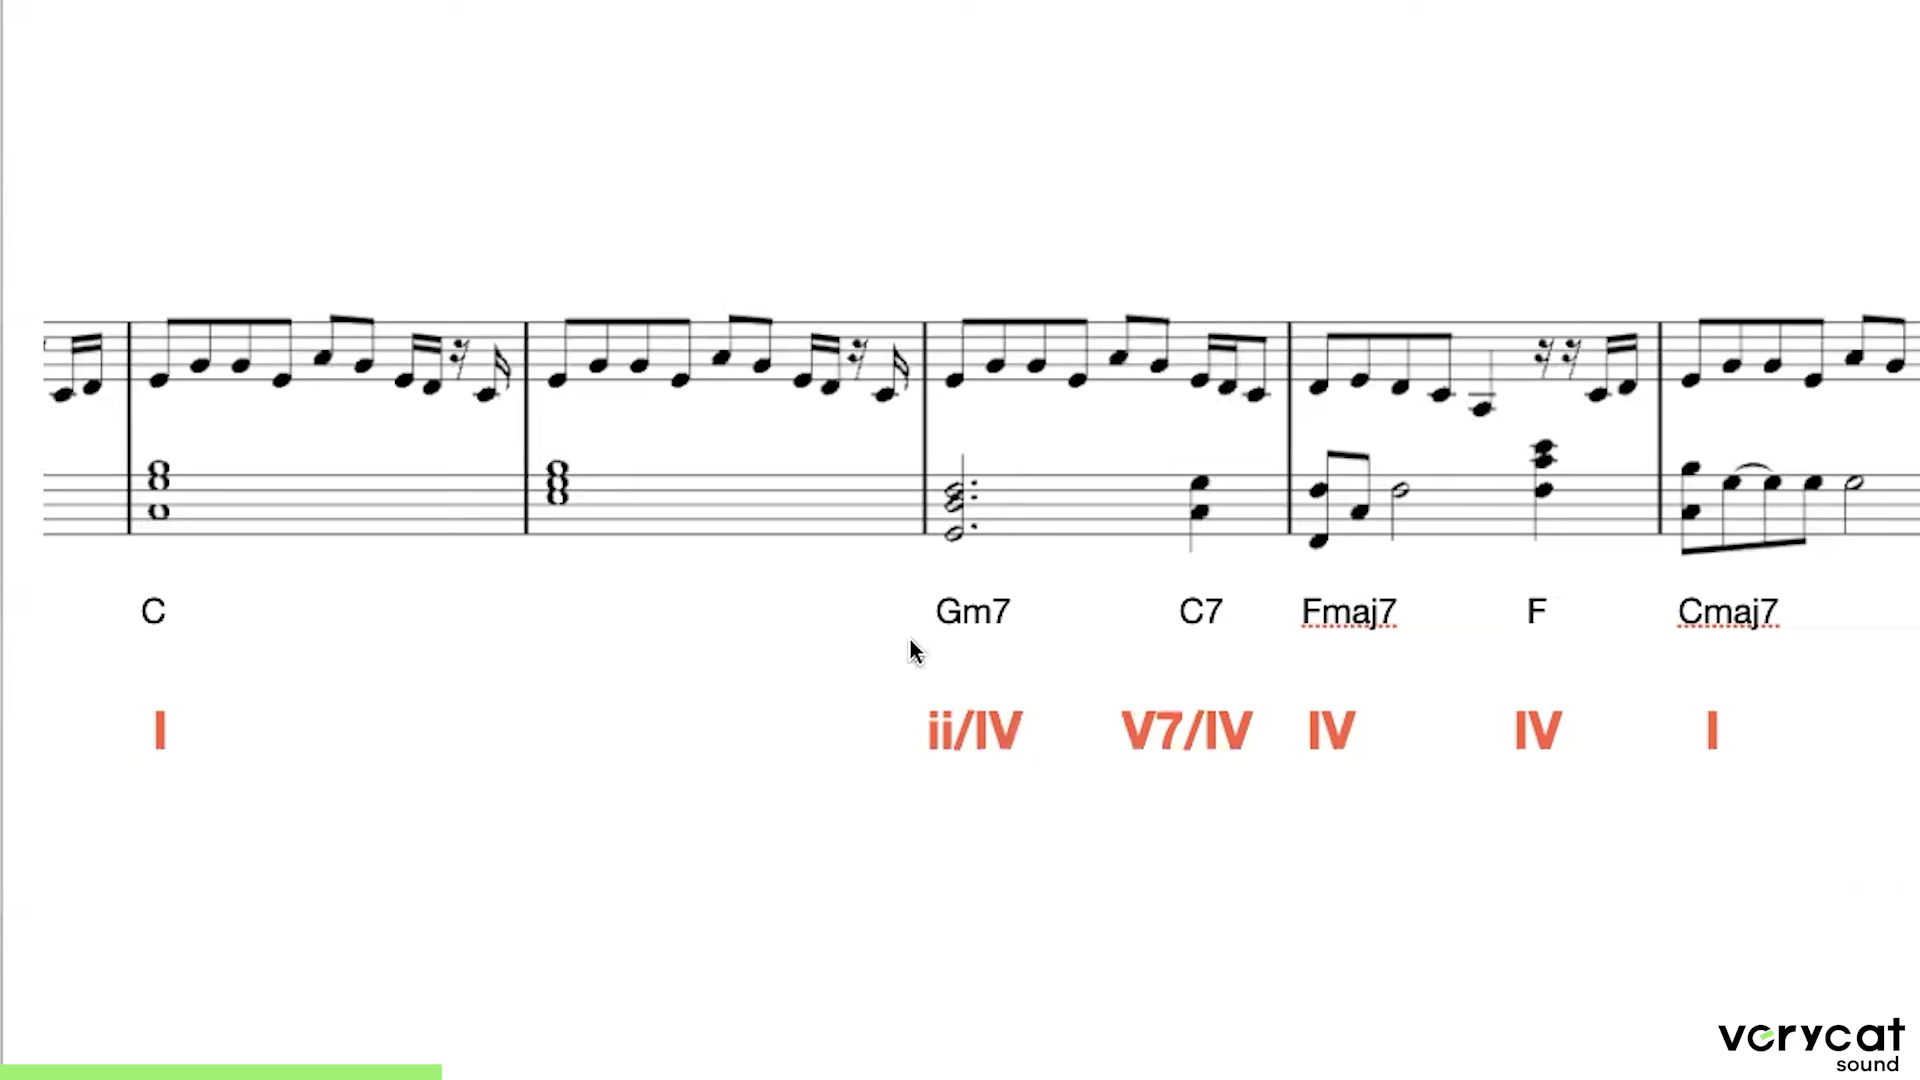 C Gm7 C7 Fmaj7 F Cmaj7
I ii/IV V7/IV IV IV I
verycat
sound